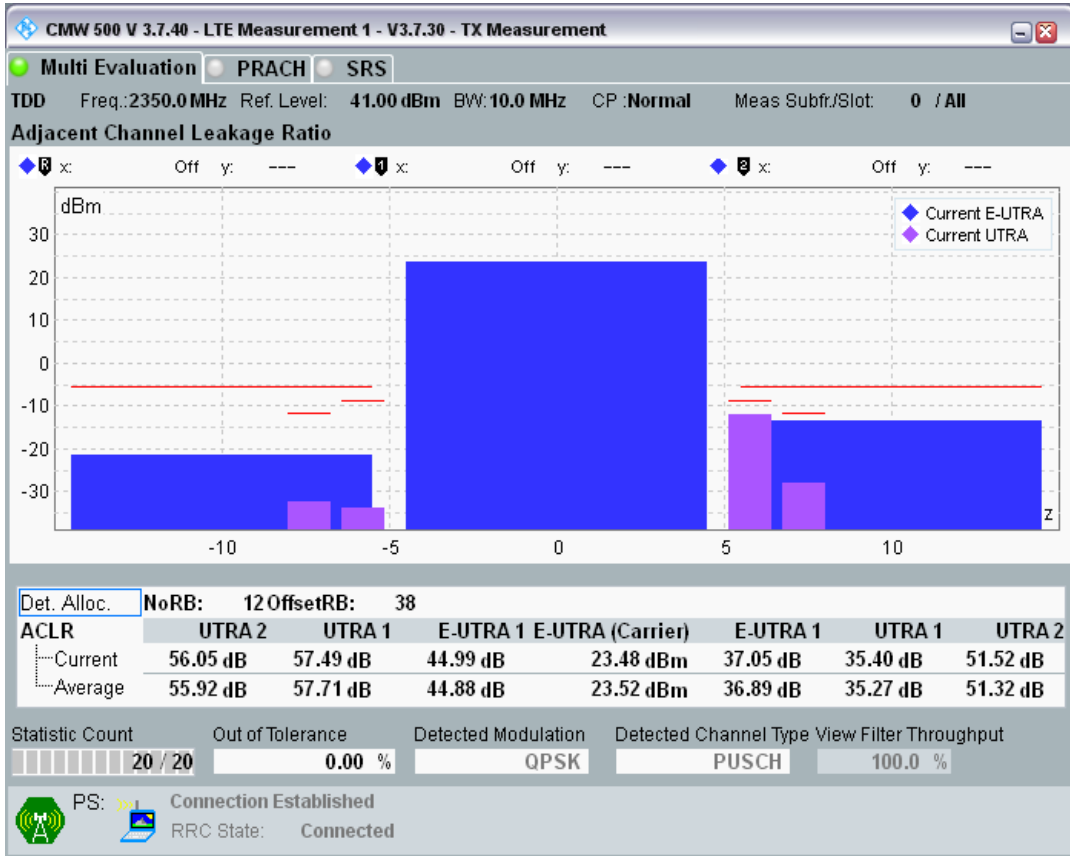 CMW 500 V 3.7.40 - LTE Measurement 1 - V3.7.30 - TX Measurement
Multi Evaluation PRACH SRS
TDD Freq.:2350.0 MHz Ref. Level: 41.00 dBm BW: 10.0 MHz CP :Normal Meas Subfr./Slot: 0 / All
Adjacent Channel Leakage Ratio
R x: Off y: --- 1 x: Off y: --- 2 x: Off y: ---
dBm
Current E-UTRA
Current UTRA
30
20
10
0
-10
-20
-30
z
-10 -5 0 5 10
Det. Alloc. NoRB: 12 OffsetRB: 38
ACLR UTRA 2 UTRA 1 E-UTRA 1 E-UTRA (Carrier) E-UTRA 1 UTRA 1 UTRA 2
Current 56.05 dB 57.49 dB 44.99 dB 23.48 dBm 37.05 dB 35.40 dB 51.52 dB
Average 55.92 dB 57.71 dB 44.88 dB 23.52 dBm 36.89 dB 35.27 dB 51.32 dB
Statistic Count Out of Tolerance Detected Modulation Detected Channel Type View Filter Throughput
20 / 20 0.00 % QPSK PUSCH 100.0 %
PS: Connection Established
RRC State: Connected